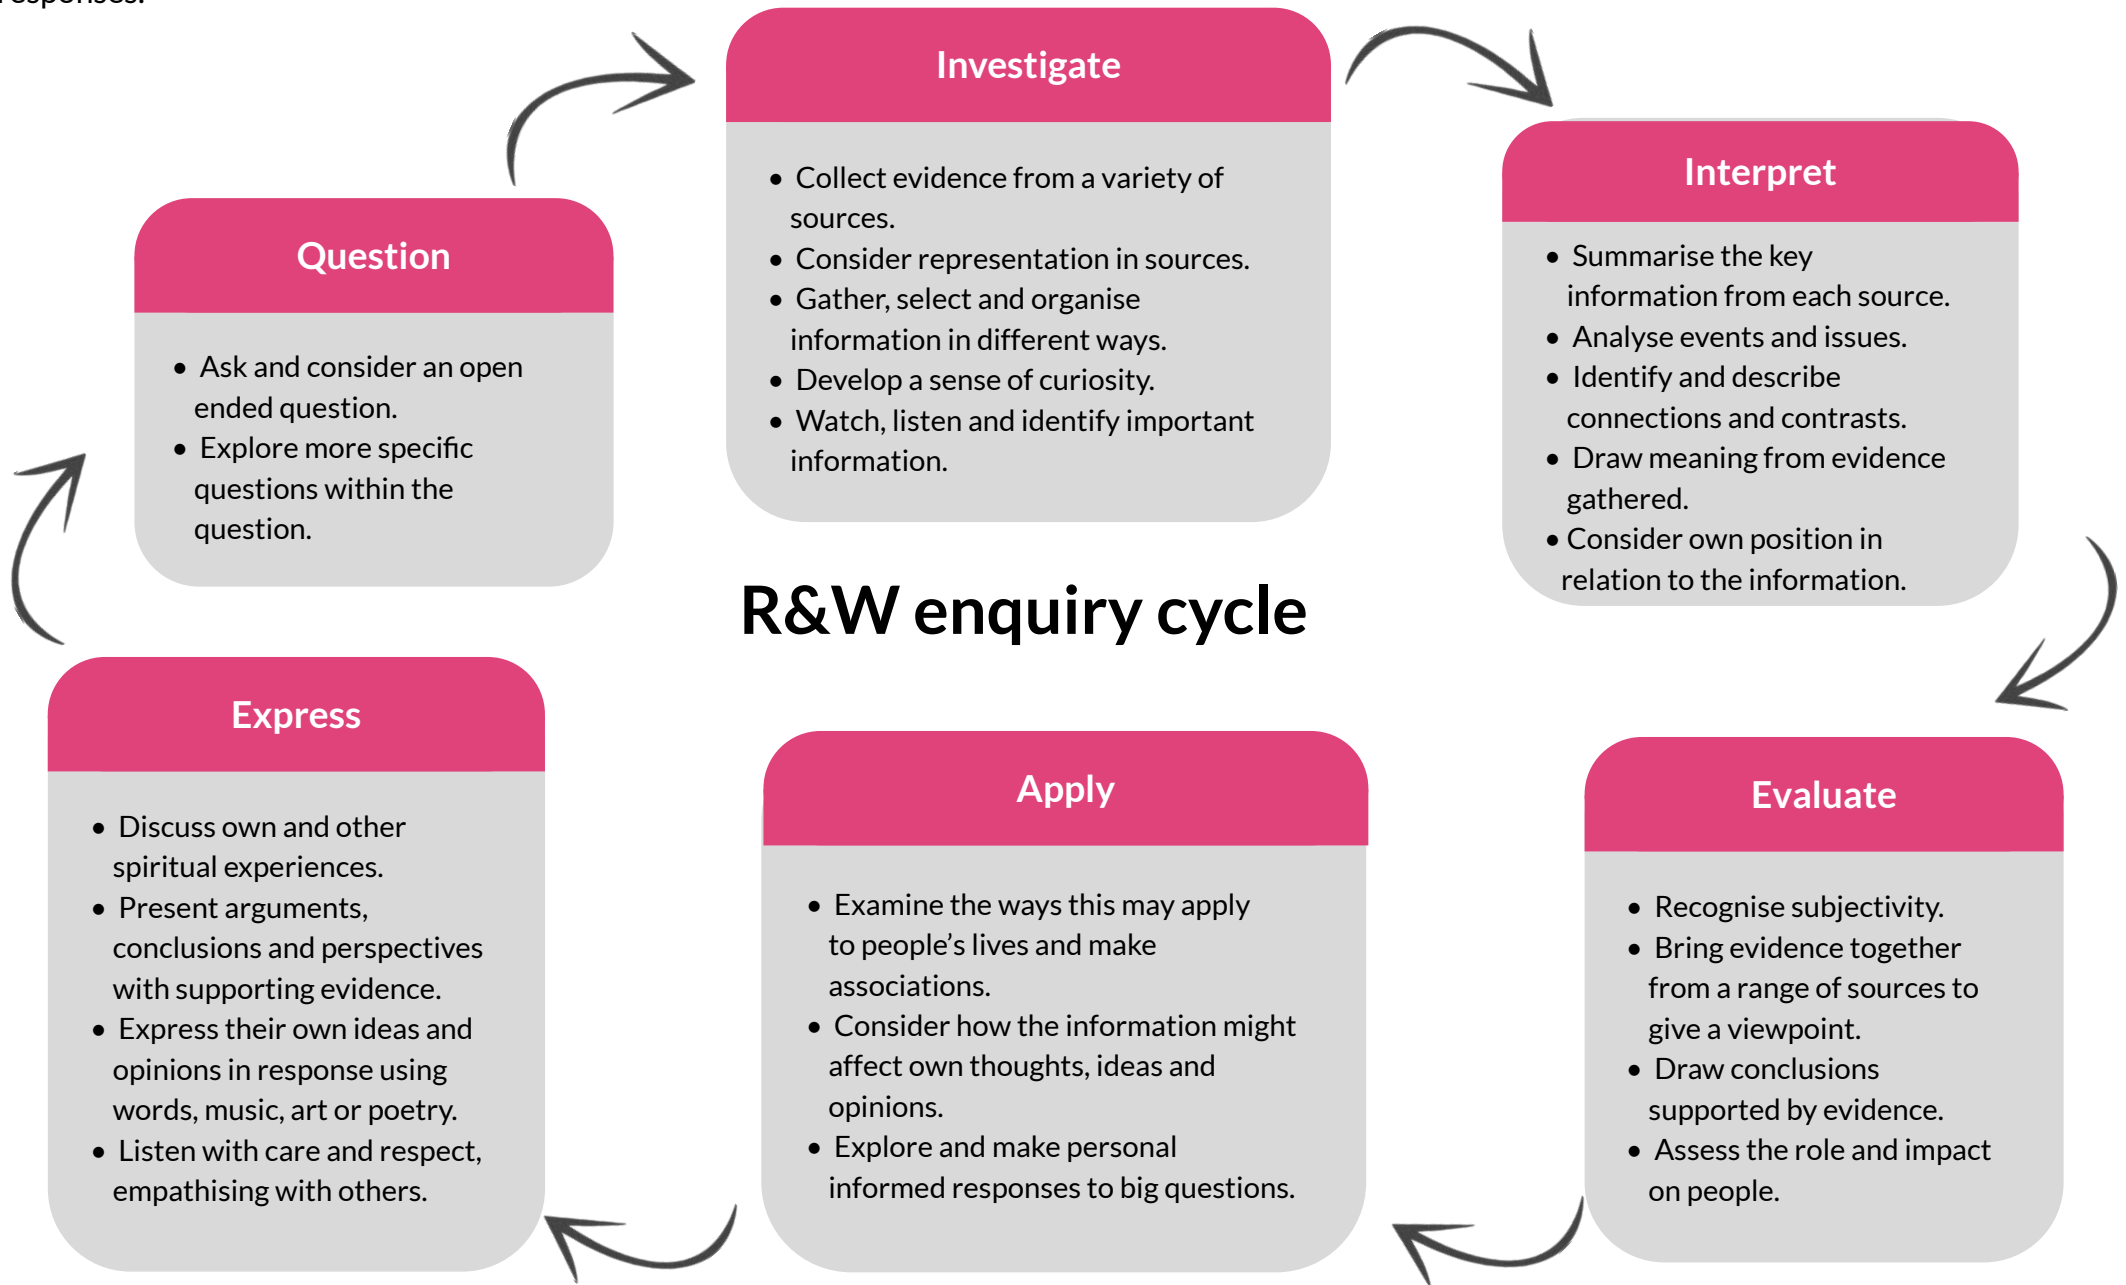 responses.
Investigate
• Collect evidence from a variety of
sources.
• Consider representation in sources.
• Gather, select and organise
information in different ways.
• Develop a sense of curiosity.
• Watch, listen and identify important
information.
Interpret
• Summarise the key
information from each source.
• Analyse events and issues.
• Identify and describe
connections and contrasts.
• Draw meaning from evidence
gathered.
• Consider own position in
relation to the information.
Question
• Ask and consider an open
ended question.
• Explore more specific
questions within the
question.
R&W enquiry cycle
Express
• Discuss own and other
spiritual experiences.
• Present arguments,
conclusions and perspectives
with supporting evidence.
• Express their own ideas and
opinions in response using
words, music, art or poetry.
• Listen with care and respect,
empathising with others.
Apply
• Examine the ways this may apply
to people’s lives and make
associations.
• Consider how the information might
affect own thoughts, ideas and
opinions.
• Explore and make personal
informed responses to big questions.
Evaluate
• Recognise subjectivity.
• Bring evidence together
from a range of sources to
give a viewpoint.
• Draw conclusions
supported by evidence.
• Assess the role and impact
on people.